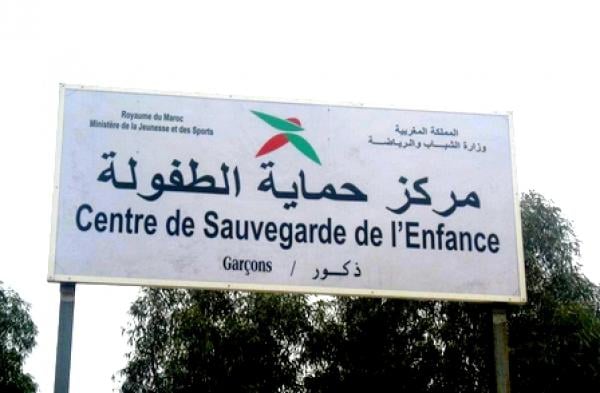 Royaume du Maroc
Ministère de la Jeunesse et des Sports
المملكة المغربية
وزارة الشباب والرياضة
مركز حماية الطفولة
Centre de Sauvegarde de l'Enfance
Garçons / ذكور